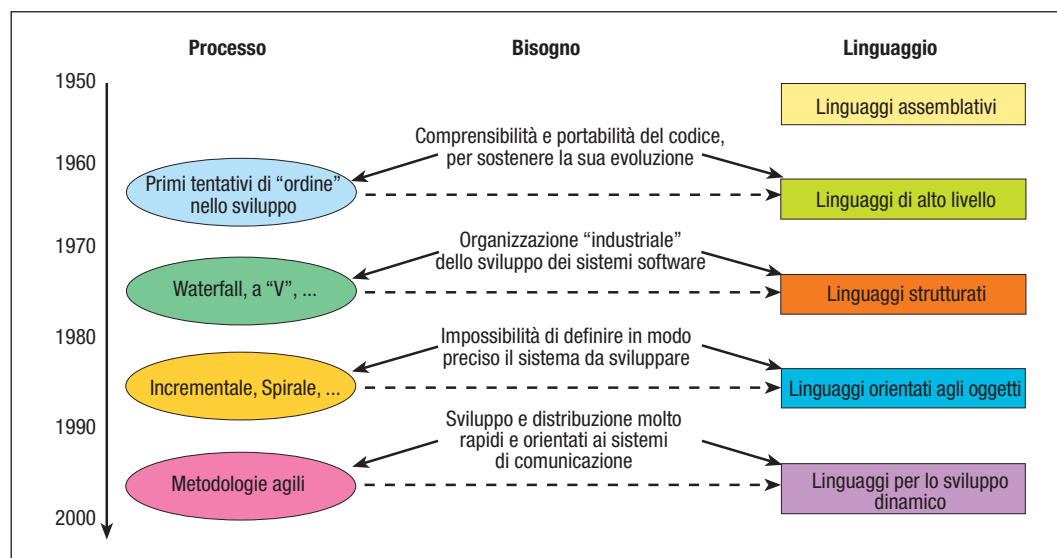 Processo Bisogno Linguaggio
1950
Linguaggi assemblativi
Comprensibilità e portabilità del codice,
per sostenere la sua evoluzione
1960
Primi tentativi di “ordine”
nello sviluppo
Linguaggi di alto livello
1970
Organizzazione “industriale”
dello sviluppo dei sistemi software
Waterfall, a “V”, ...
Linguaggi strutturati
1980
Impossibilità di definire in modo
preciso il sistema da sviluppare
Incrementale, Spirale, ...
Linguaggi orientati agli oggetti
1990
Sviluppo e distribuzione molto
rapidi e orientati ai sistemi
di comunicazione
Metodologie agili
Linguaggi per lo sviluppo
dinamico
2000